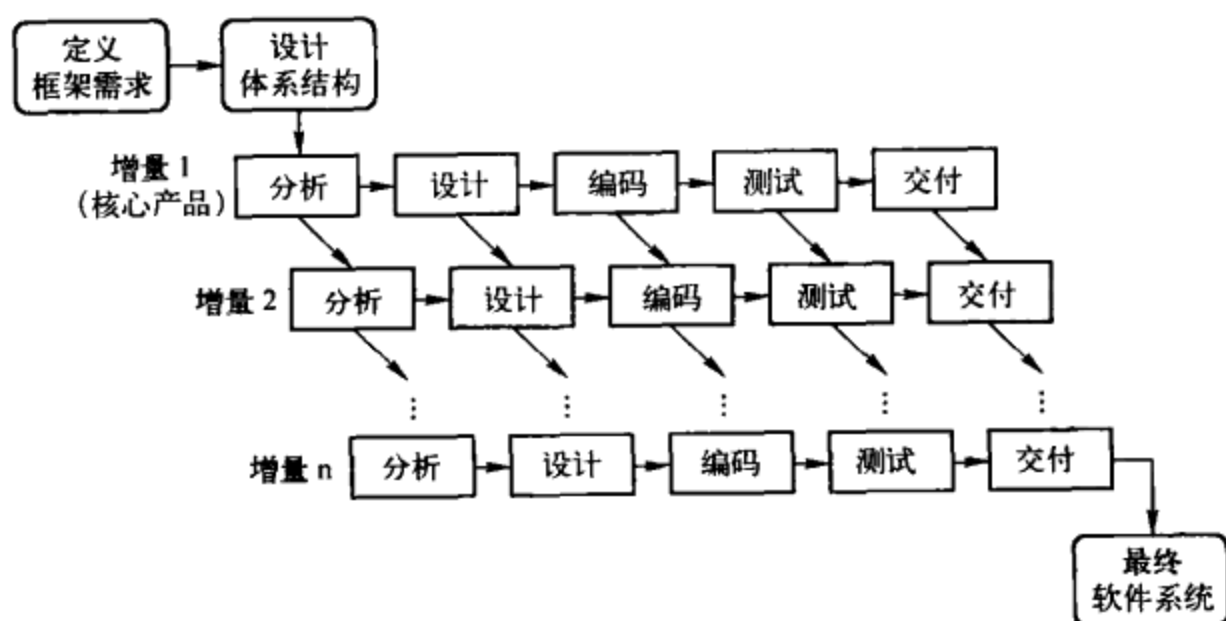 定义
框架需求
设计
体系结构
增量 1
(核心产品)
分析
设计
编码
测试
交付
增量 2
分析
设计
编码
测试
交付
⋮
⋮
⋮
⋮
⋮
增量 n
分析
设计
编码
测试
交付
最终
软件系统